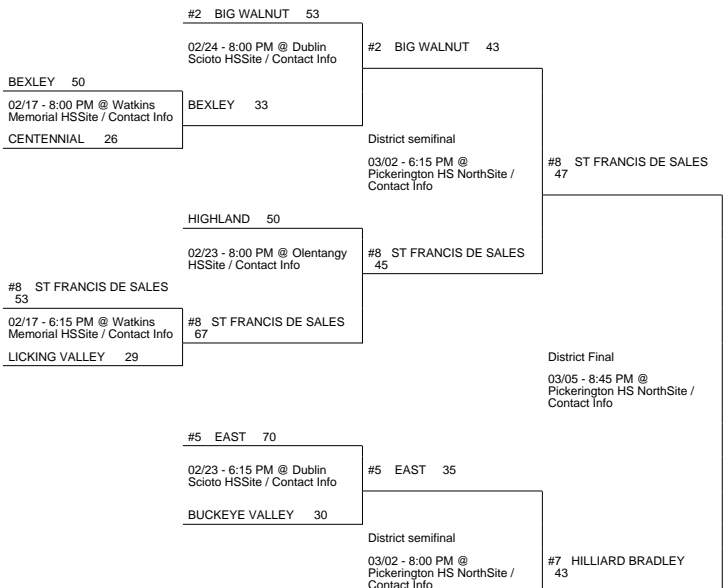 #2 BIG WALNUT 53
02/24 - 8:00 PM @ Dublin
Scioto HSSite / Contact Info
#2 BIG WALNUT 43
BEXLEY 50
02/17 - 8:00 PM @ Watkins
Memorial HSSite / Contact Info
BEXLEY 33
CENTENNIAL 26
District semifinal
03/02 - 6:15 PM @
Pickerington HS NorthSite /
Contact Info
#8 ST FRANCIS DE SALES
47
HIGHLAND 50
02/23 - 8:00 PM @ Olentangy
HSSite / Contact Info
#8 ST FRANCIS DE SALES
45
#8 ST FRANCIS DE SALES
53
02/17 - 6:15 PM @ Watkins
Memorial HSSite / Contact Info
#8 ST FRANCIS DE SALES
67
LICKING VALLEY 29
District Final
03/05 - 8:45 PM @
Pickerington HS NorthSite /
Contact Info
#5 EAST 70
02/23 - 6:15 PM @ Dublin
Scioto HSSite / Contact Info
#5 EAST 35
BUCKEYE VALLEY 30
District semifinal
03/02 - 8:00 PM @
Pickerington HS NorthSite /
Contact Info
#7 HILLIARD BRADLEY
43